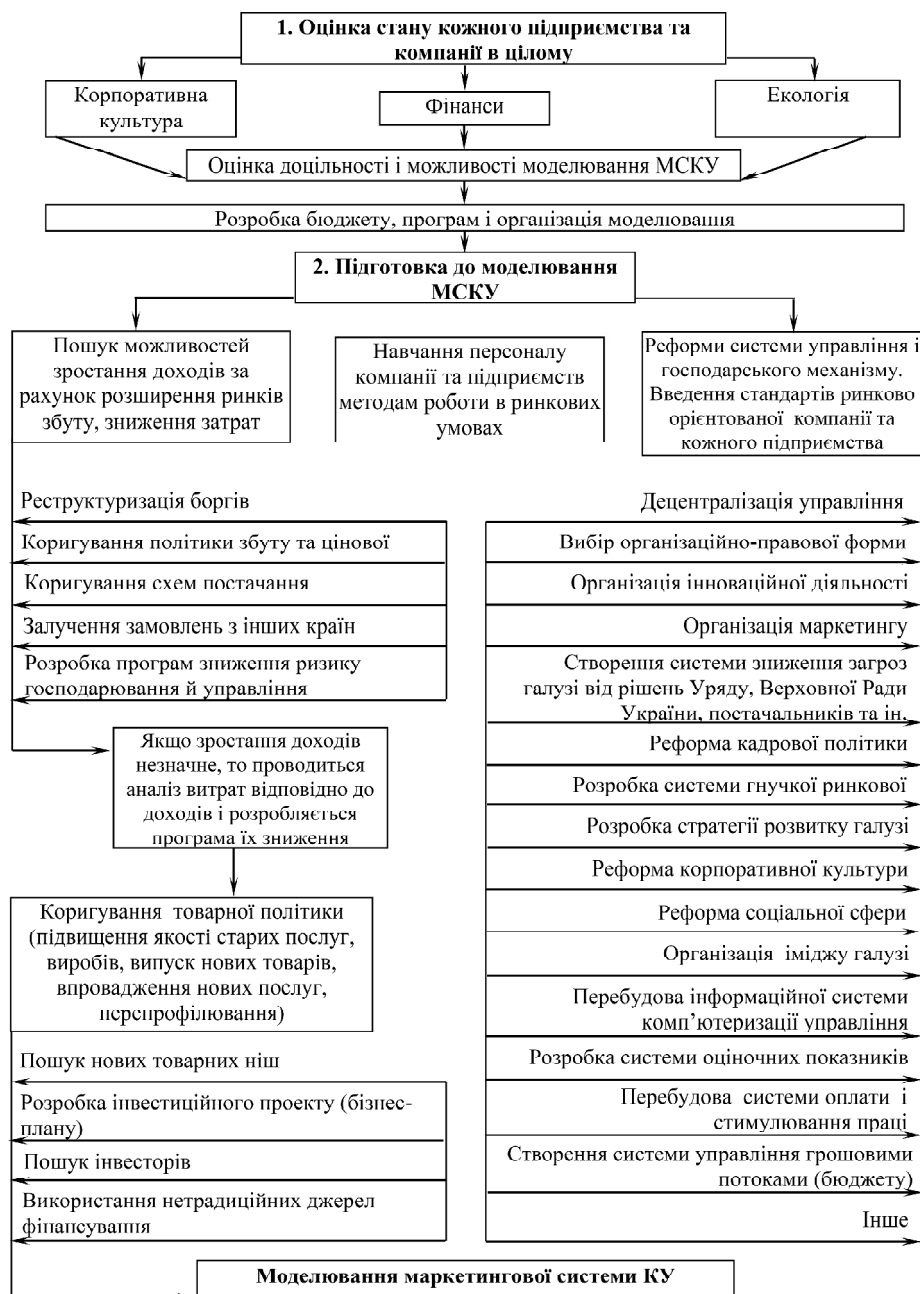 1. Оцінка стану кожного підприємства та
компанії в цілому
Корпоративна
культура
Фінанси
Екологія
Оцінка доцільності і можливості моделювання МСКУ
Розробка бюджету, програм і організація моделювання
2. Підготовка до моделювання
МСКУ
Пошук можливостей
зростання доходів за
рахунок розширення ринків
збуту, зниження затрат
Навчання персоналу
компанії та підприємств
методам роботи в ринкових
умовах
Реформи системи управління і
господарського механізму.
Введення стандартів ринково
орієнтованої компанії та
кожного підприємства
Реструктуризація боргів
Коригування політики збуту та цінової
Коригування схем постачання
Залучення замовлень з інших країн
Розробка програм зниження ризику
господарювання й управління
Якщо зростання доходів
незначне, то проводиться
аналіз витрат відповідно до
доходів і розробляється
програма їх зниження
Коригування товарної політики
(підвищення якості старих послуг,
виробів, випуск нових товарів,
впровадження нових послуг,
перепрофілювання)
Пошук нових товарних ніш
Розробка інвестиційного проекту (бізнес-
плану)
Пошук інвесторів
Використання нетрадиційних джерел
фінансування
Децентралізація управління
Вибір організаційно-правової форми
Організація інноваційної діяльності
Організація маркетингу
Створення системи зниження загроз
галузі від рішень Уряду, Верховної Ради
України, постачальників та ін.
Реформа кадрової політики
Розробка системи гнучкої ринкової
Розробка стратегії розвитку галузі
Реформа корпоративної культури
Реформа соціальної сфери
Організація іміджу галузі
Перебудова інформаційної системи
комп’ютеризації управління
Розробка системи оціночних показників
Перебудова системи оплати і
стимулювання праці
Створення системи управління грошовими
потоками (бюджету)
Інше
Моделювання маркетингової системи КУ